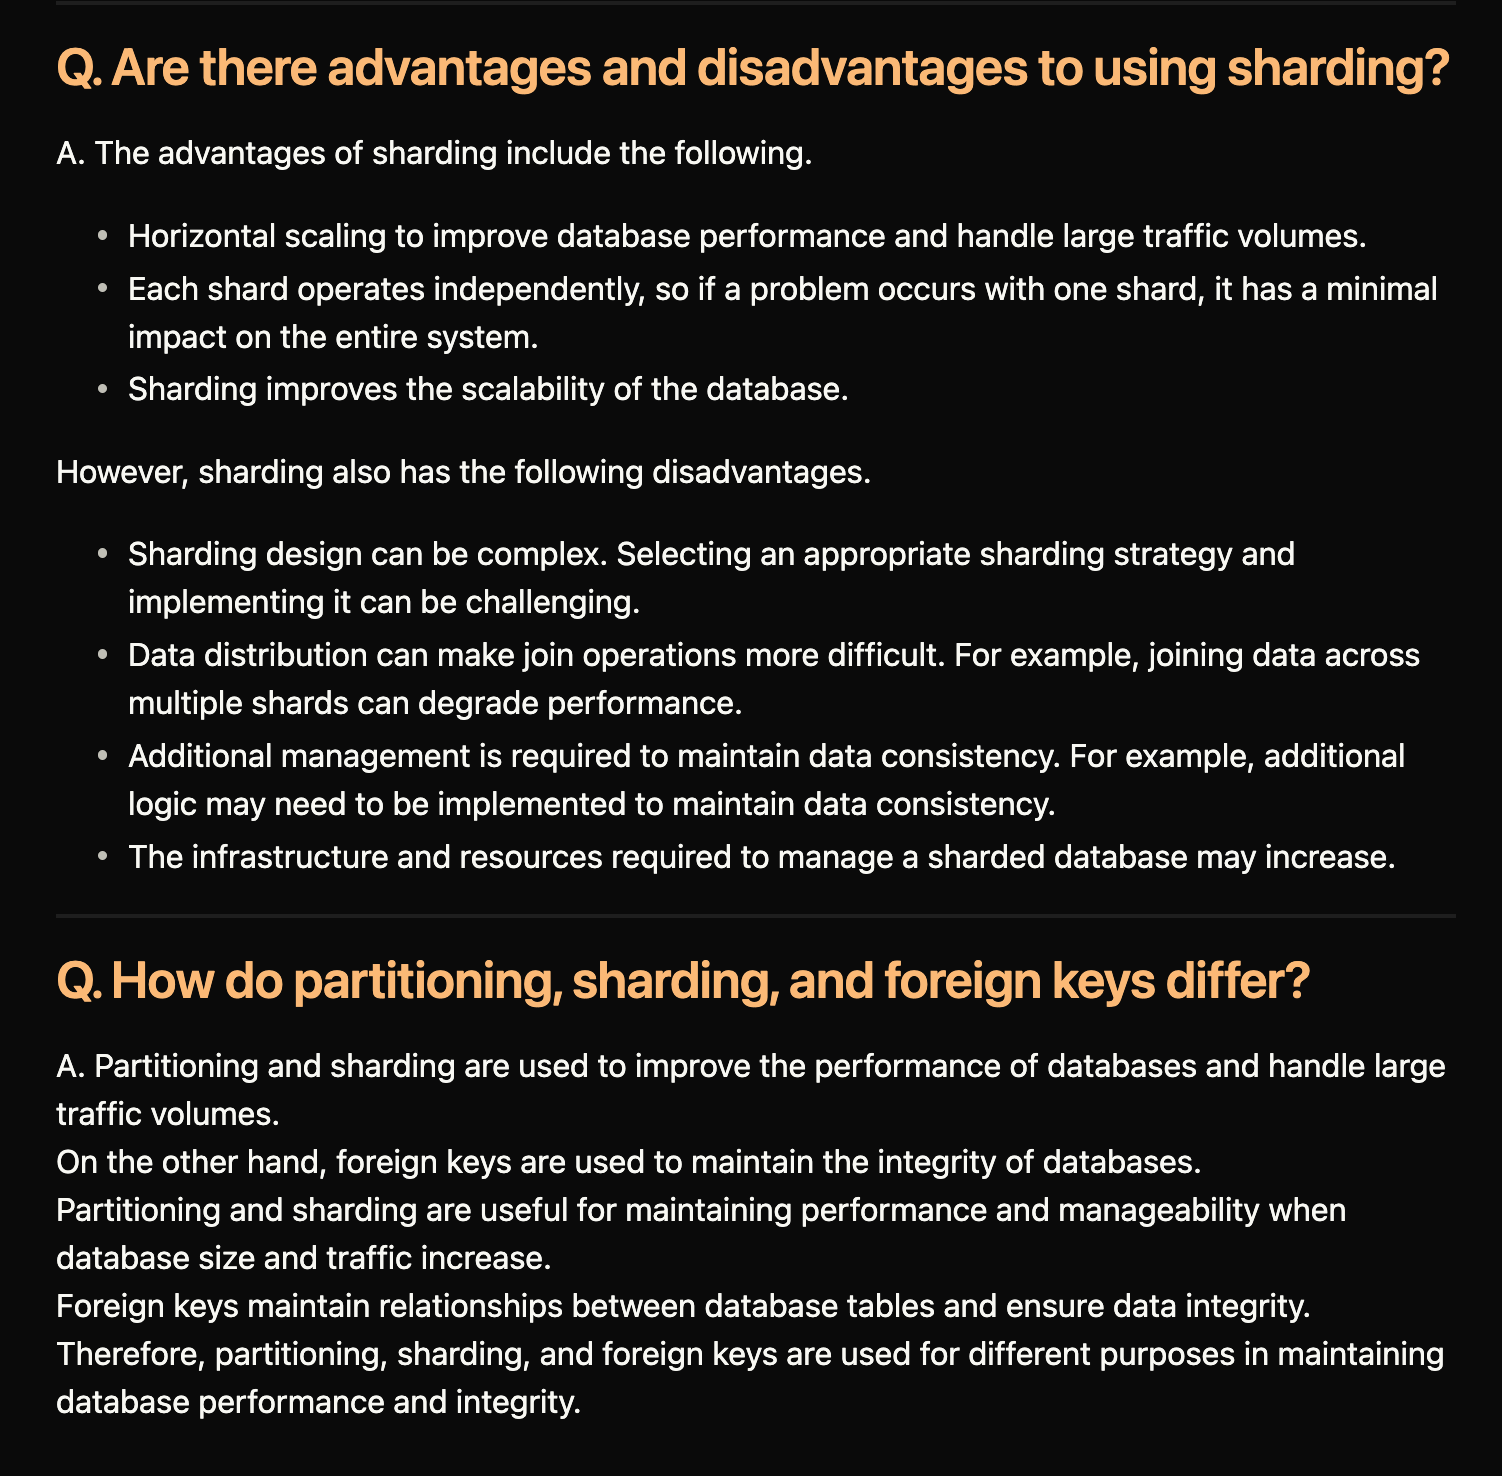 Q. Are there advantages and disadvantages to using sharding?
A. The advantages of sharding include the following.
• Horizontal scaling to improve database performance and handle large traffic volumes.
• Each shard operates independently, so if a problem occurs with one shard, it has a minimal
impact on the entire system.
• Sharding improves the scalability of the database.
However, sharding also has the following disadvantages.
• Sharding design can be complex. Selecting an appropriate sharding strategy and
implementing it can be challenging.
• Data distribution can make join operations more difficult. For example, joining data across
multiple shards can degrade performance.
• Additional management is required to maintain data consistency. For example, additional
logic may need to be implemented to maintain data consistency.
• The infrastructure and resources required to manage a sharded database may increase.
Q. How do partitioning, sharding, and foreign keys differ?
A. Partitioning and sharding are used to improve the performance of databases and handle large
traffic volumes.
On the other hand, foreign keys are used to maintain the integrity of databases.
Partitioning and sharding are useful for maintaining performance and manageability when
database size and traffic increase.
Foreign keys maintain relationships between database tables and ensure data integrity.
Therefore, partitioning, sharding, and foreign keys are used for different purposes in maintaining
database performance and integrity.